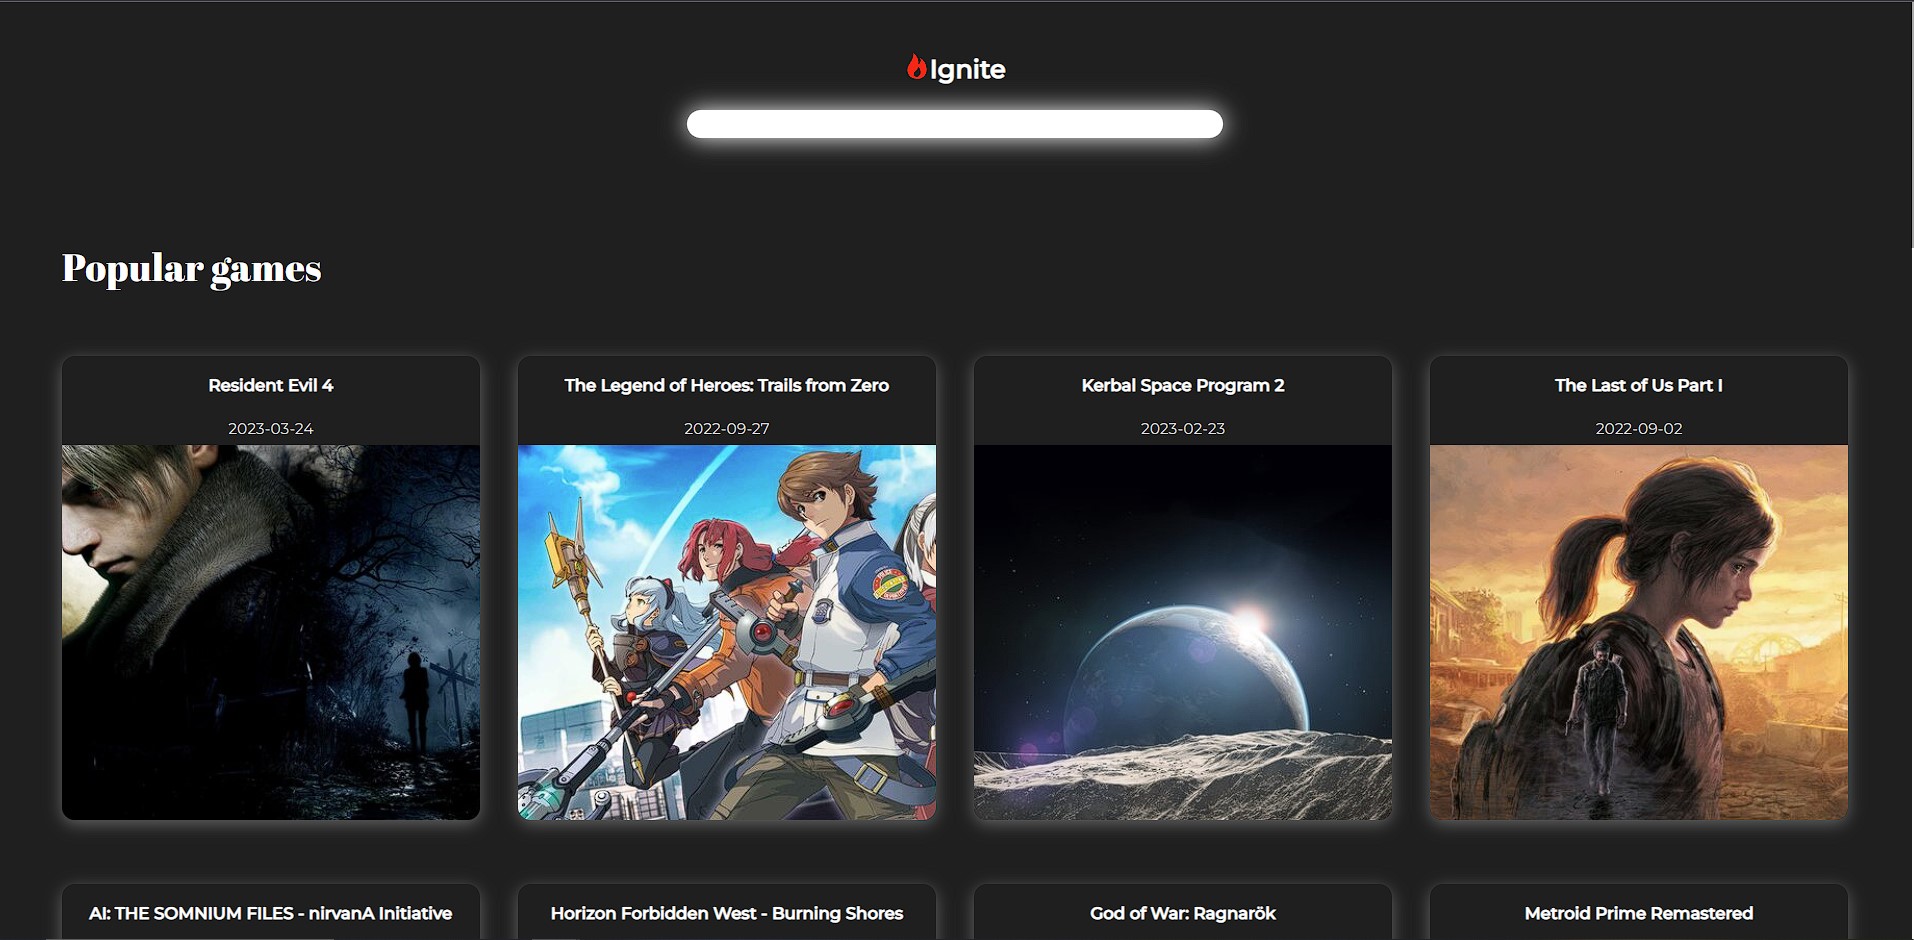 Ignite
Popular games
Resident Evil 4
2023-03-24
The Legend of Heroes: Trails from Zero
2022-09-27
Kerbal Space Program 2
2023-02-23
The Last of Us Part I
2022-09-02
AI: THE SOMNIUM FILES - nirvanA Initiative
Horizon Forbidden West - Burning Shores
God of War: Ragnarök
Metroid Prime Remastered